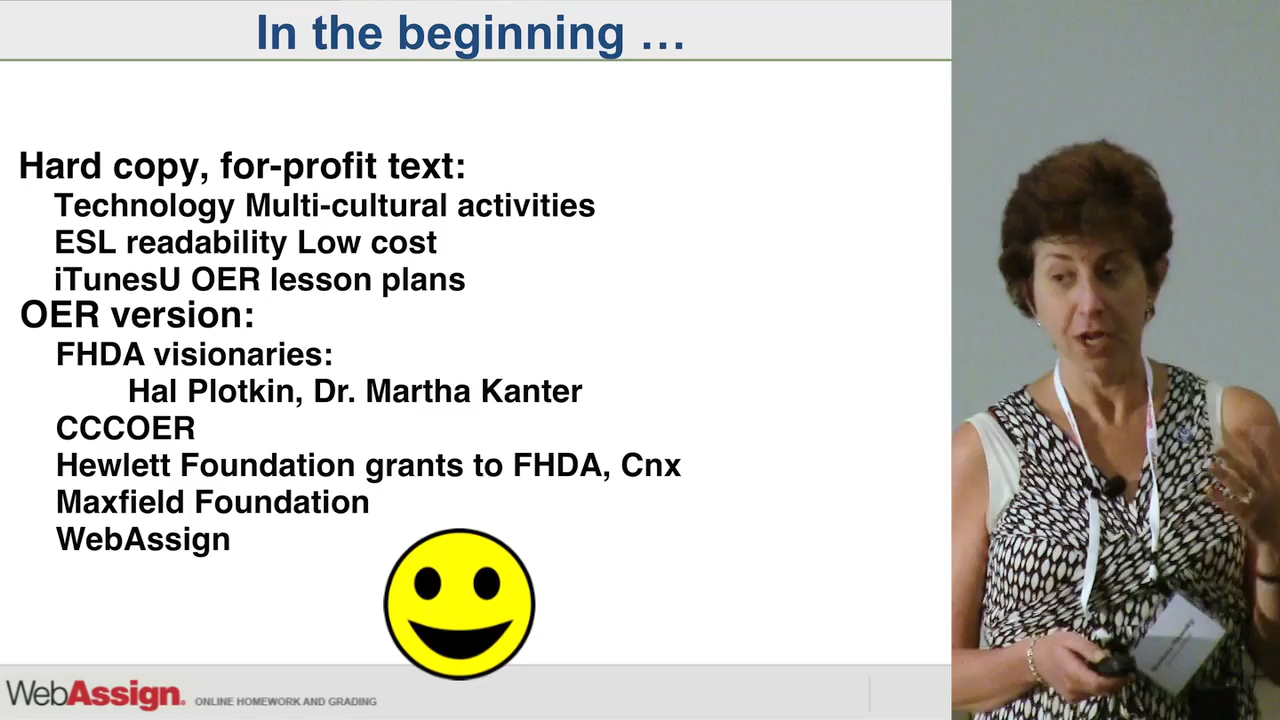 In the beginning …
Hard copy, for-profit text:
Technology Multi-cultural activities
ESL readability Low cost
iTunesU OER lesson plans
OER version:
FHDA visionaries:
Hal Plotkin, Dr. Martha Kanter
CCCOER
Hewlett Foundation grants to FHDA, Cnx
Maxfield Foundation
WebAssign
WebAssign. ONLINE HOMEWORK AND GRADING